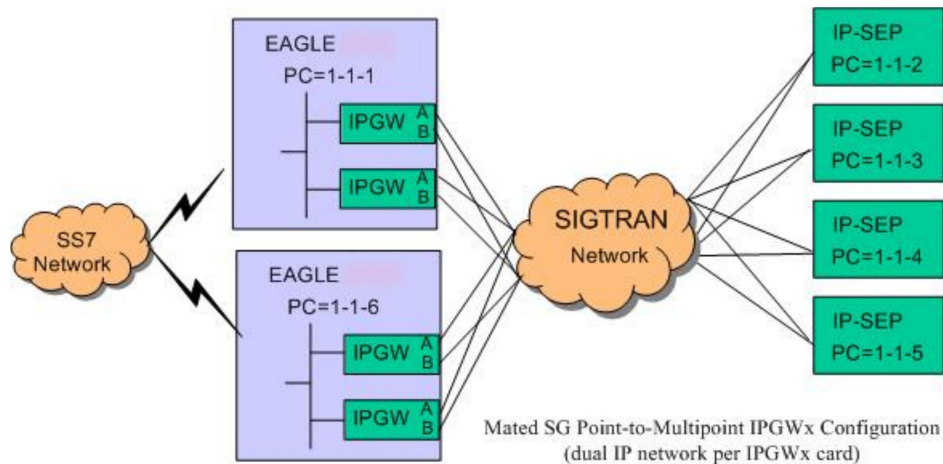 EAGLE
PC=1-1-1
IPGW A
B
IPGW A
B
SS7
Network
EAGLE
PC=1-1-6
IPGW A
B
IPGW A
B
SIGTRAN
Network
IP-SEP
PC=1-1-2
IP-SEP
PC=1-1-3
IP-SEP
PC=1-1-4
IP-SEP
PC=1-1-5
Mated SG Point-to-Multipoint IPGWx Configuration
(dual IP network per IPGWx card)